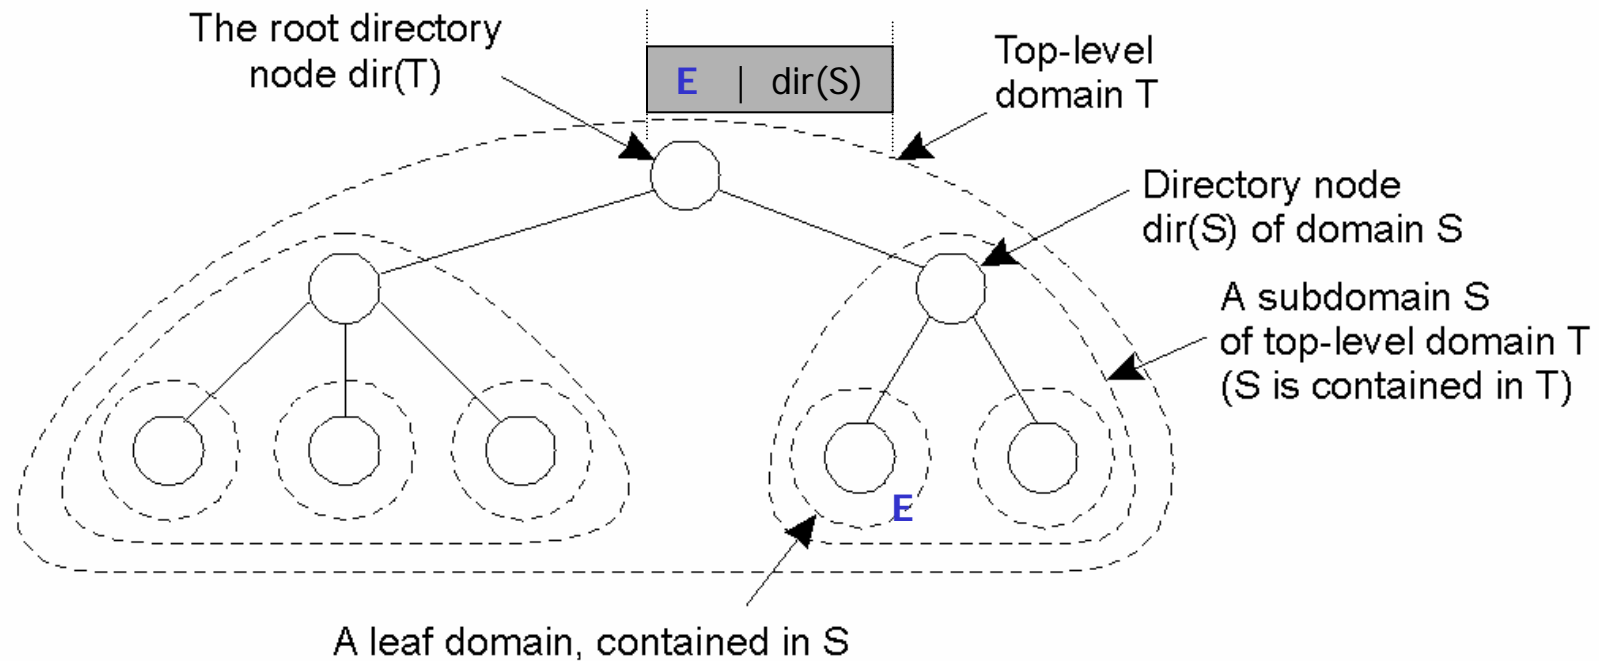 The root directory
node dir(T)
E | dir(S)
Top-level
domain T
Directory node
dir(S) of domain S
A subdomain S
of top-level domain T
(S is contained in T)
E
A leaf domain, contained in S